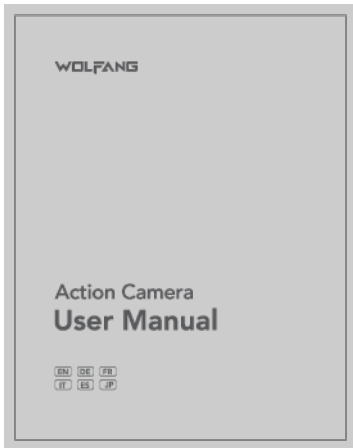 WOLFANG
Action Camera
User Manual
EN DE FR
IT ES JP